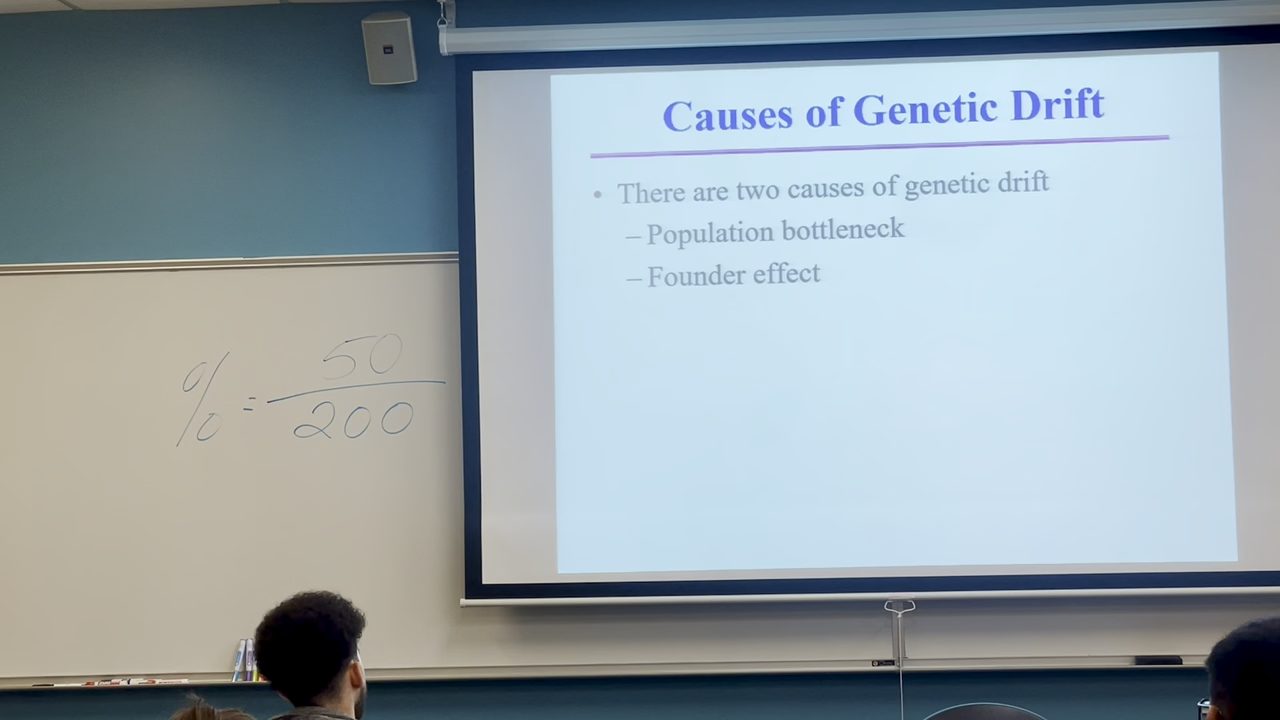 Causes of Genetic Drift
• There are two causes of genetic drift
– Population bottleneck
– Founder effect
% = 50
200